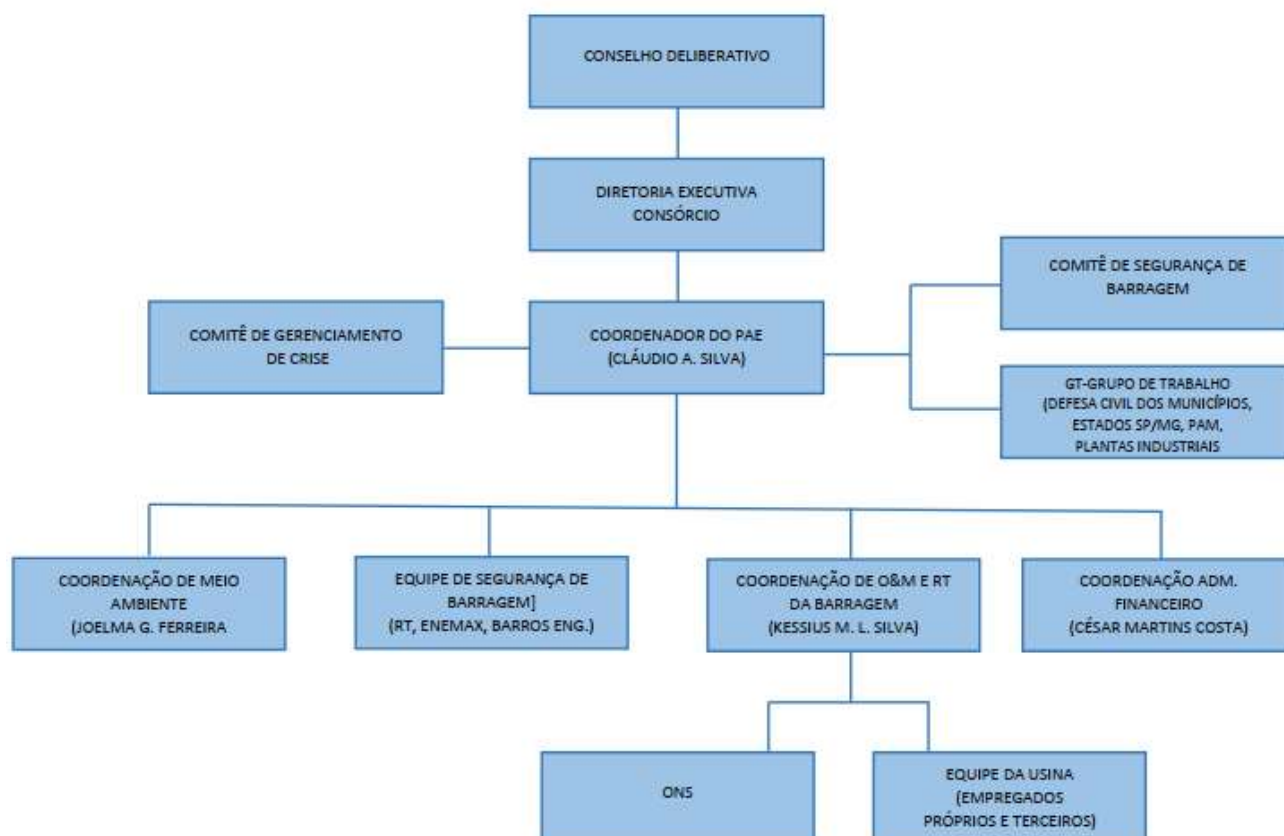 CONSELHO DELIBERATIVO
DIRETORIA EXECUTIVA
CONSÓRCIO
COMITÊ DE SEGURANÇA DE
BARRAGEM
COMITÊ DE GERENCIAMENTO
DE CRISE
COORDENADOR DO PAE
(CLÁUDIO A. SILVA)
GT-GRUPO DE TRABALHO
(DEFESA CIVIL DOS MUNICÍPIOS,
ESTADOS SP/MG, PAM,
PLANTAS INDUSTRIAIS
COORDENAÇÃO DE MEIO
AMBIENTE
(JOELMA G. FERREIRA
EQUIPE DE SEGURANÇA DE
BARRAGEM]
(RT, ENEMAX, BARROS ENG.)
COORDENAÇÃO DE O&M E RT
DA BARRAGEM
(KESSIUS M. L. SILVA)
COORDENAÇÃO ADM.
FINANCEIRO
(CÉSAR MARTINS COSTA)
ONS
EQUIPE DA USINA
(EMPREGADOS
PRÓPRIOS E TERCEIROS)